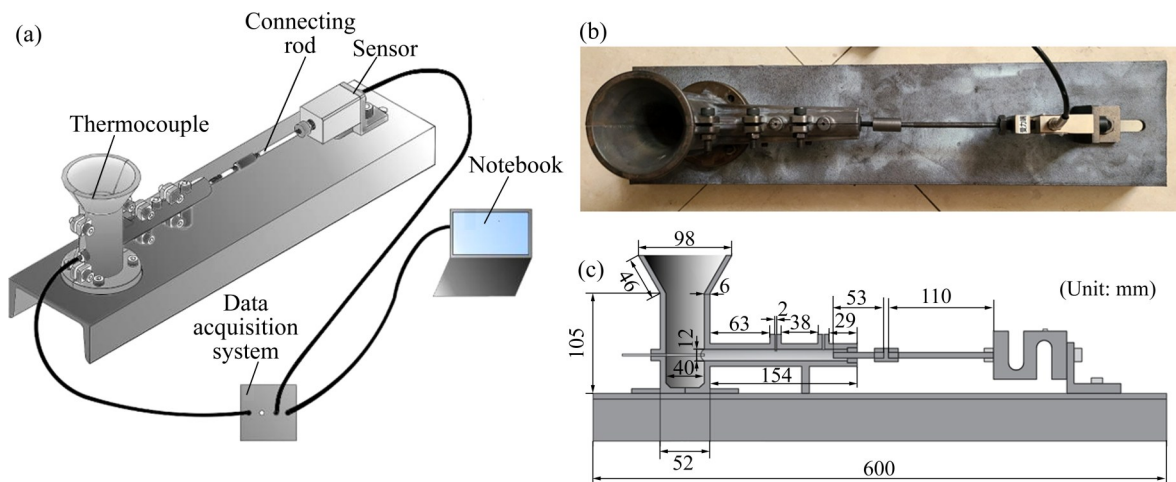 (a)
Connecting
rod
Sensor
Thermocouple
Notebook
Data
acquisition
system
(b)
(c)
98
46
6
2
53
110
(Unit: mm)
63
38
29
12
105
40
154
52
600